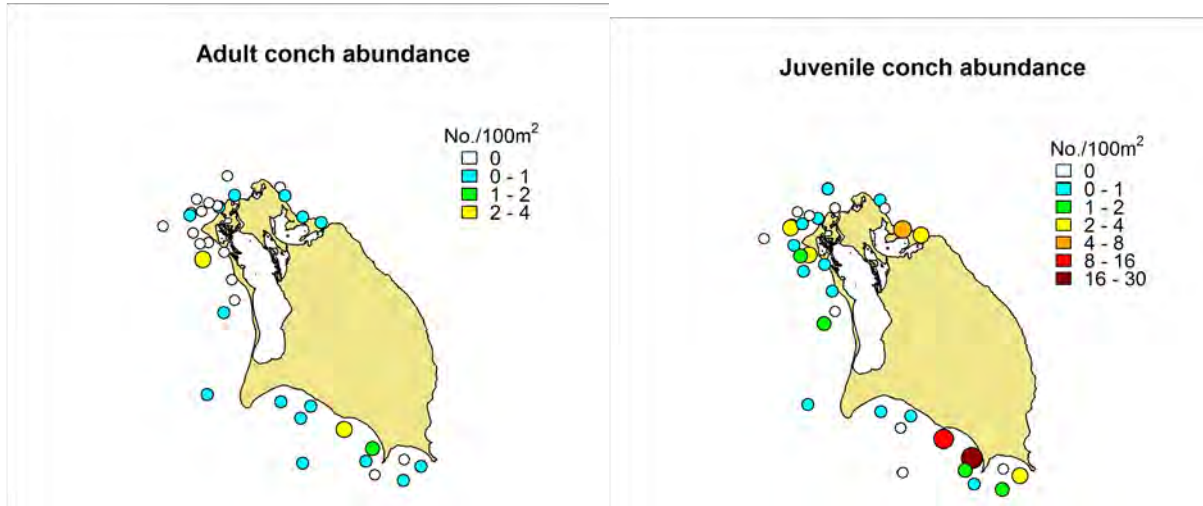 Adult conch abundance
No./100m²
0
0 - 1
1 - 2
2 - 4
Juvenile conch abundance
No./100m²
0
0 - 1
1 - 2
2 - 4
4 - 8
8 - 16
16 - 30